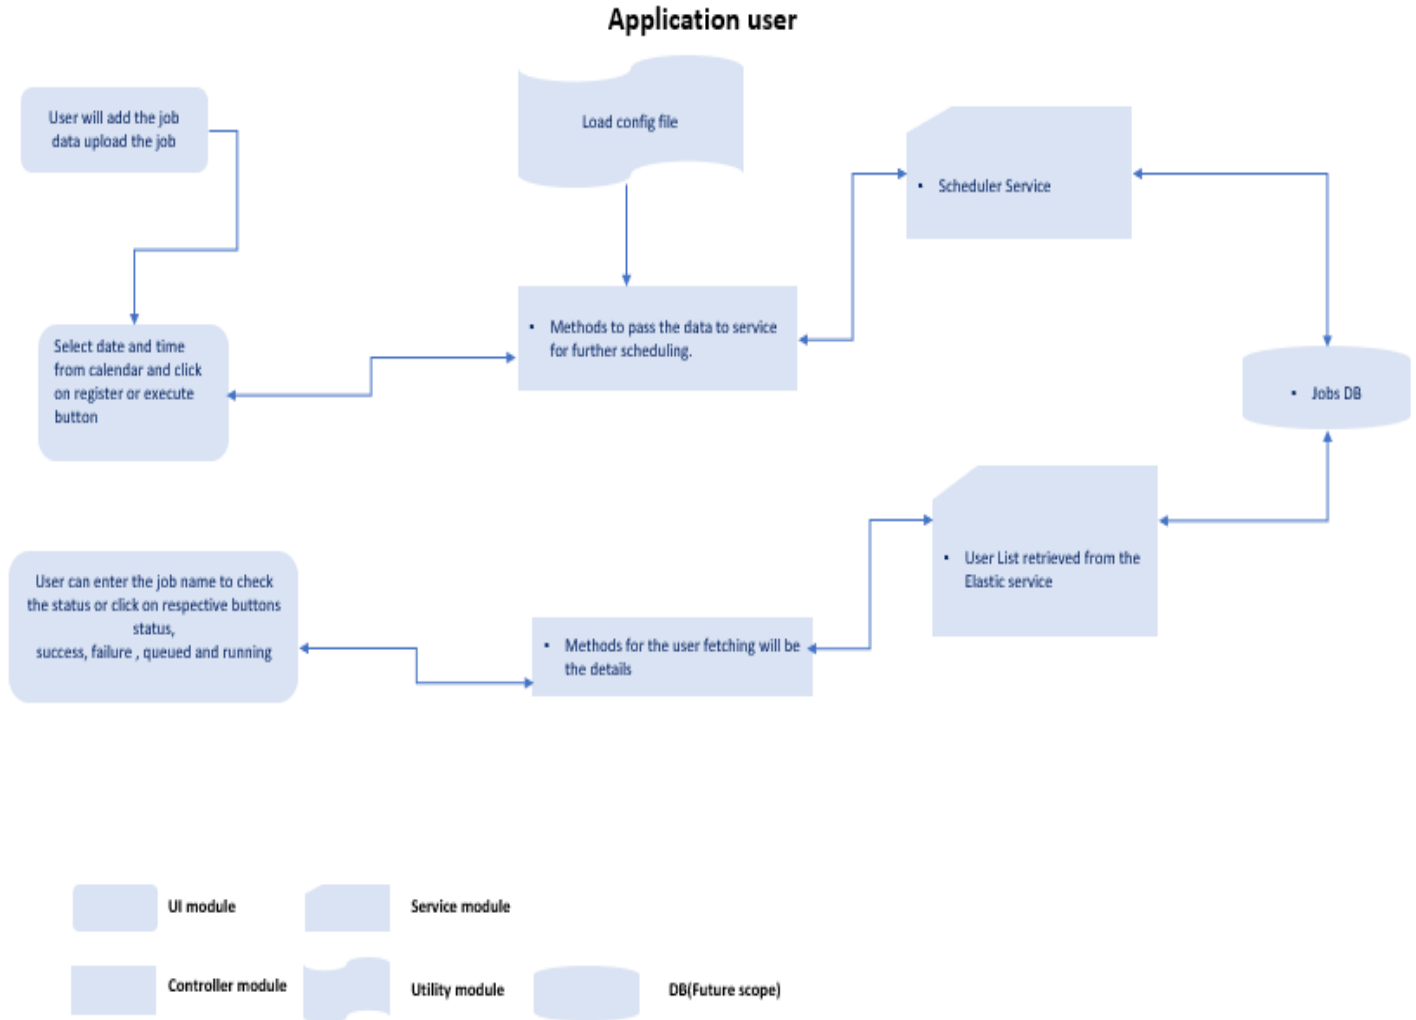 Application user
User will add the job
data upload the job
Load config file
▪ Scheduler Service
▪ Methods to pass the data to service
for further scheduling.
Select date and time
from calendar and click
on register or execute
button
▪ Jobs DB
▪ User List retrieved from the
Elastic service
User can enter the job name to check
the status or click on respective buttons
status,
success, failure , queued and running
▪ Methods for the user fetching will be
the details
UI module
Service module
Controller module
Utility module
DB(Future scope)